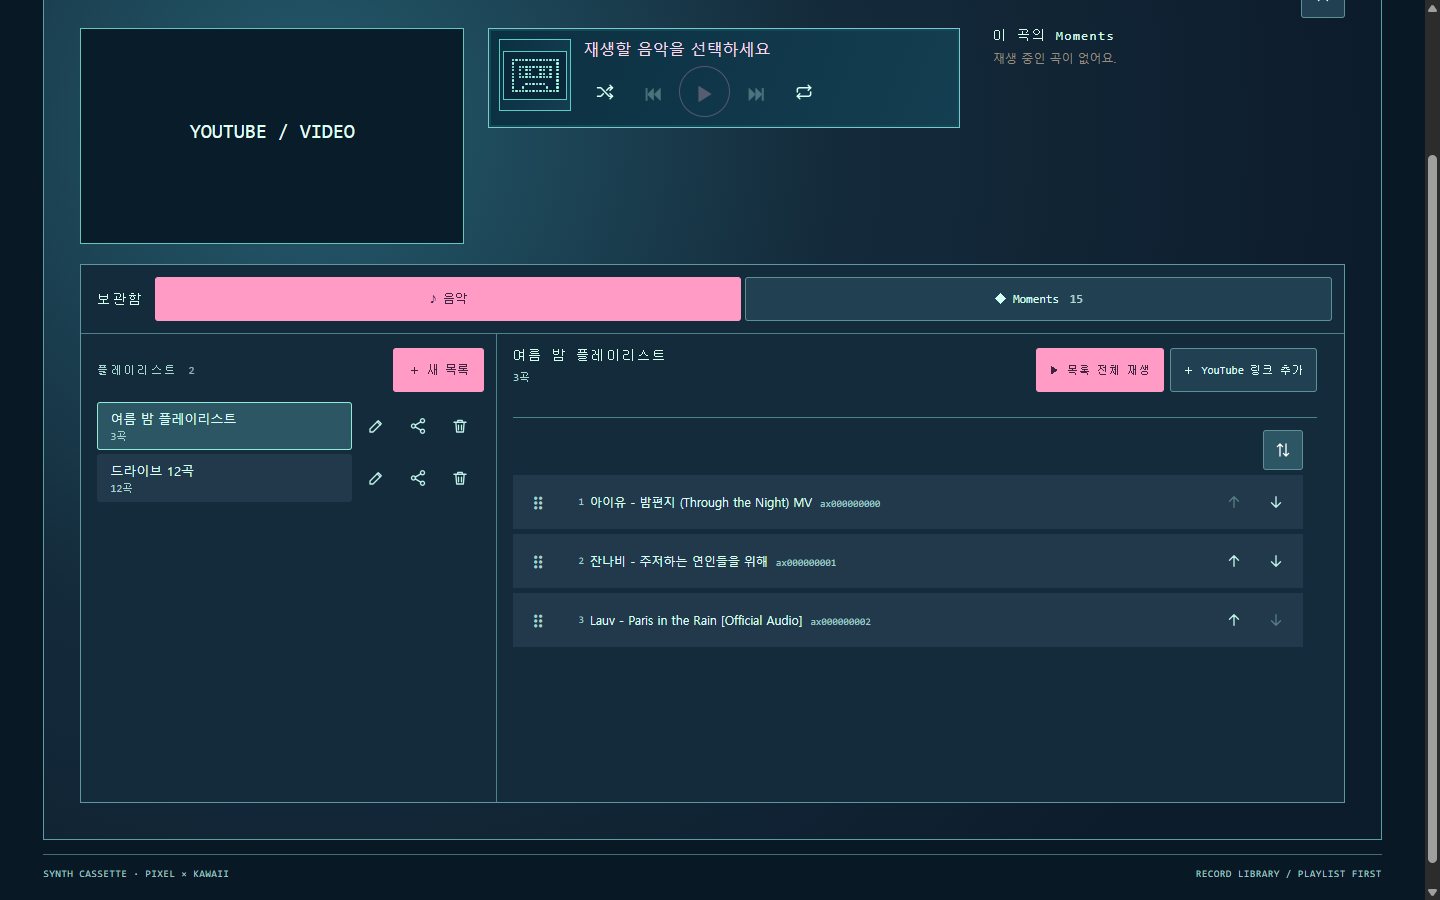 YOUTUBE / VIDEO
재생할 음악을 선택하세요
이 곡의 Moments
재생 중인 곡이 없어요.
보관함
♪ 음악
◆ Moments 15
플레이리스트 2
+ 새 목록
여름 밤 플레이리스트
3곡
드라이브 12곡
12곡
여름 밤 플레이리스트
3곡
▶ 목록 전체 재생
+ YouTube 링크 추가
1 아이유 - 밤편지 (Through the Night) MV ax000000000
2 잔나비 - 주저하는 연인들을 위해 ax000000001
3 Lauv - Paris in the Rain [Official Audio] ax000000002
SYNTH CASSETTE · PIXEL × KAWAII
RECORD LIBRARY / PLAYLIST FIRST